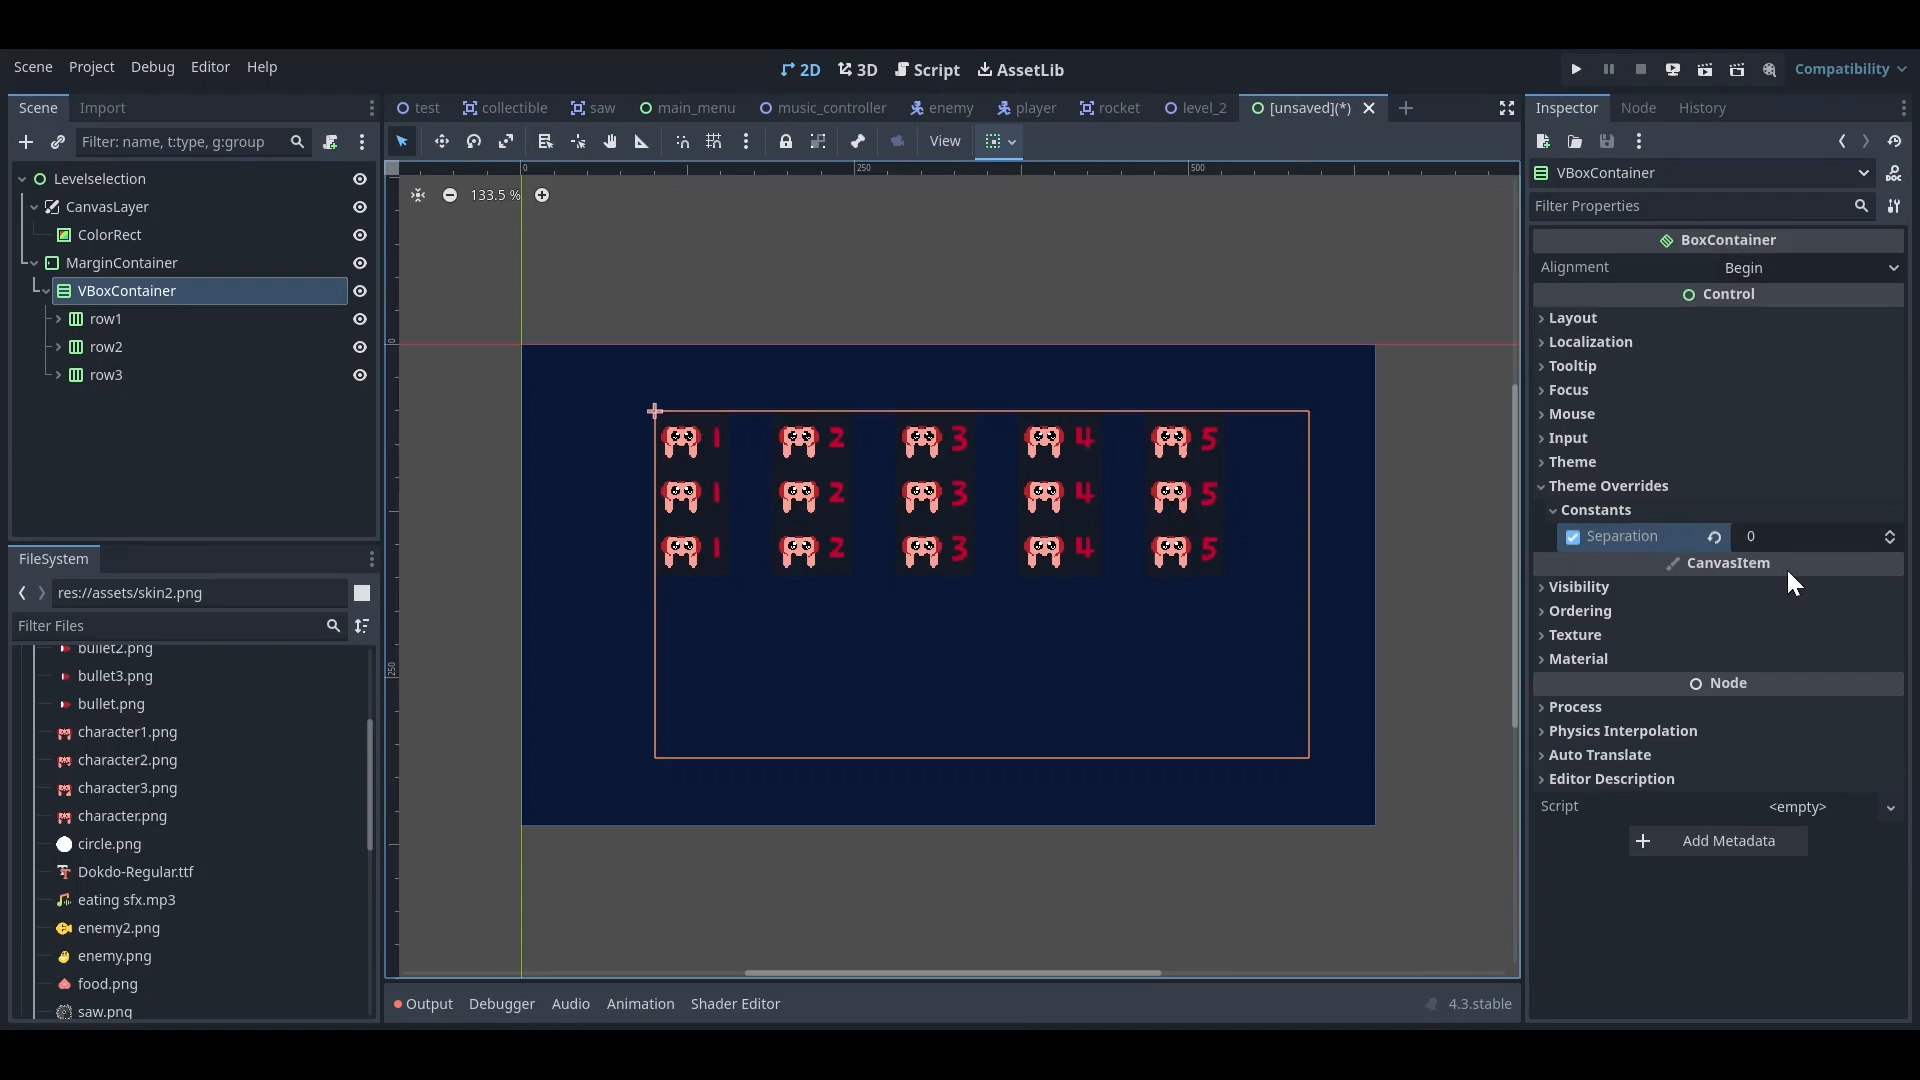 Scene Project Debug Editor Help
2D 3D Script AssetLib
Compatibility
Scene Import
test collectible saw main_menu music_controller enemy player rocket level_2 [unsaved](*)
Inspector Node History
Filter: name, t:type, g:group
View
Levelselection
CanvasLayer
ColorRect
MarginContainer
VBoxContainer
row1
row2
row3
0 250 500
133.5 %
0
250
1 2 3 4 5
1 2 3 4 5
1 2 3 4 5
VBoxContainer
DOC
Filter Properties
BoxContainer
Alignment Begin
Control
Layout
Localization
Tooltip
Focus
Mouse
Input
Theme
Theme Overrides
Constants
Separation 0
CanvasItem
Visibility
Ordering
Texture
Material
Node
Process
Physics Interpolation
Auto Translate
Editor Description
Script <empty>
Add Metadata
FileSystem
res://assets/skin2.png
Filter Files
bullet2.png
bullet3.png
bullet.png
character1.png
character2.png
character3.png
character.png
circle.png
Dokdo-Regular.ttf
eating sfx.mp3
enemy2.png
enemy.png
food.png
saw.png
Output Debugger Audio Animation Shader Editor
4.3.stable